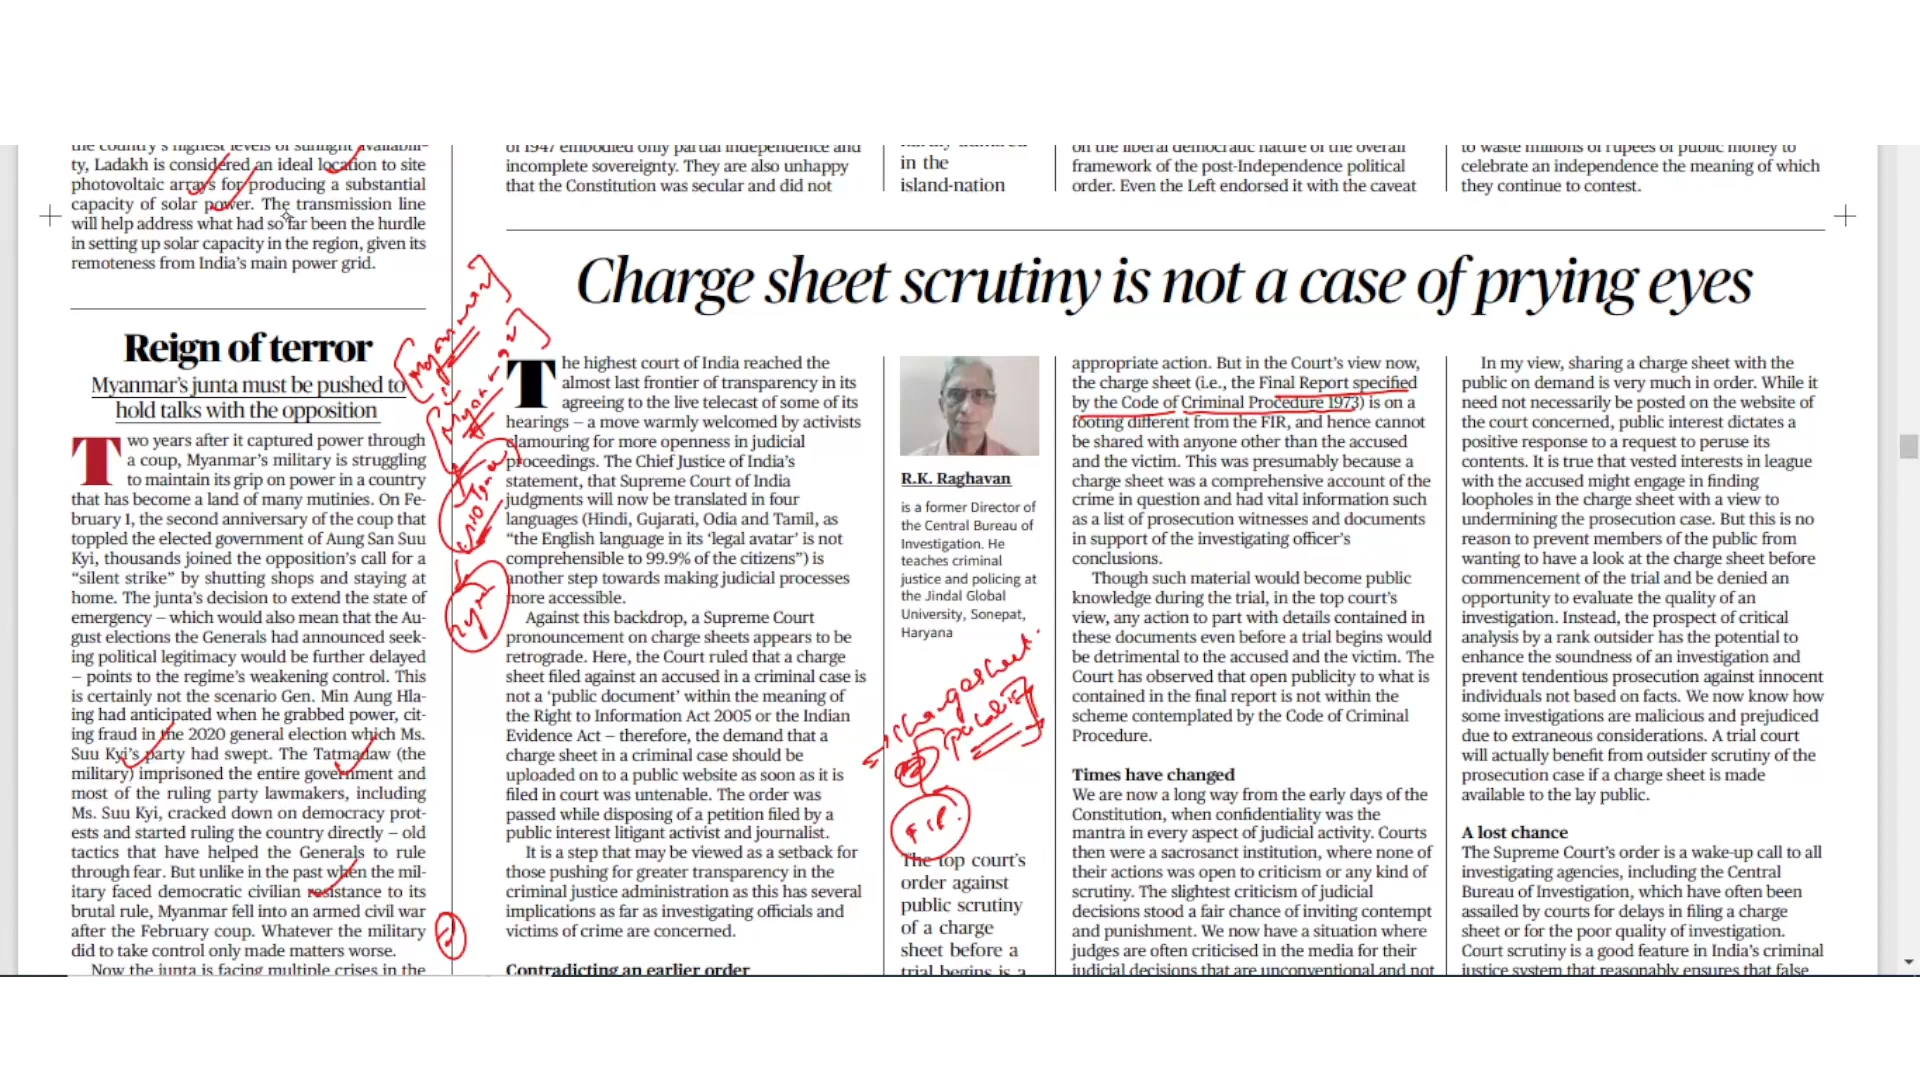 the country's highest levels of sunlight availabili-
ty, Ladakh is considered an ideal location to site
photovoltaic arrays for producing a substantial
capacity of solar power. The transmission line
will help address what had so far been the hurdle
in setting up solar capacity in the region, given its
remoteness from India's main power grid.
Reign of terror
Myanmar's junta must be pushed to
hold talks with the opposition
Two years after it captured power through
a coup, Myanmar's military is struggling
to maintain its grip on power in a country
that has become a land of many mutinies. On Fe-
bruary 1, the second anniversary of the coup that
toppled the elected government of Aung San Suu
Kyi, thousands joined the opposition's call for a
“silent strike” by shutting shops and staying at
home. The junta's decision to extend the state of
emergency – which would also mean that the Au-
gust elections the Generals had announced seek-
ing political legitimacy would be further delayed
– points to the regime's weakening control. This
is certainly not the scenario Gen. Min Aung Hla-
ing had anticipated when he grabbed power, cit-
ing fraud in the 2020 general election which Ms.
Suu Kyi's party had swept. The Tatmadaw (the
military) imprisoned the entire government and
most of the ruling party lawmakers, including
Ms. Suu Kyi, cracked down on democracy prot-
ests and started ruling the country directly – old
tactics that have helped the Generals to rule
through fear. But unlike in the past when the mil-
itary faced democratic civilian resistance to its
brutal rule, Myanmar fell into an armed civil war
after the February coup. Whatever the military
did to take control only made matters worse.
Now the junta is facing multiple crises in the
of 1947 embodied only partial independence and
incomplete sovereignty. They are also unhappy
that the Constitution was secular and did not
in the
island-nation
on the liberal democratic nature of the overall
framework of the post-Independence political
order. Even the Left endorsed it with the caveat
to waste millions of rupees of public money to
celebrate an independence the meaning of which
they continue to contest.
Charge sheet scrutiny is not a case of prying eyes
The highest court of India reached the
almost last frontier of transparency in its
agreeing to the live telecast of some of its
hearings – a move warmly welcomed by activists
clamouring for more openness in judicial
proceedings. The Chief Justice of India's
statement, that Supreme Court of India
judgments will now be translated in four
languages (Hindi, Gujarati, Odia and Tamil, as
“the English language in its ‘legal avatar’ is not
comprehensible to 99.9% of the citizens”) is
another step towards making judicial processes
more accessible.
Against this backdrop, a Supreme Court
pronouncement on charge sheets appears to be
retrograde. Here, the Court ruled that a charge
sheet filed against an accused in a criminal case is
not a ‘public document’ within the meaning of
the Right to Information Act 2005 or the Indian
Evidence Act – therefore, the demand that a
charge sheet in a criminal case should be
uploaded on to a public website as soon as it is
filed in court was untenable. The order was
passed while disposing of a petition filed by a
public interest litigant activist and journalist.
It is a step that may be viewed as a setback for
those pushing for greater transparency in the
criminal justice administration as this has several
implications as far as investigating officials and
victims of crime are concerned.
Contradicting an earlier order
R.K. Raghavan
is a former Director of
the Central Bureau of
Investigation. He
teaches criminal
justice and policing at
the Jindal Global
University, Sonepat,
Haryana
Chargesheet
FIR
The top court's
order against
public scrutiny
of a charge
sheet before a
trial begins is a
appropriate action. But in the Court's view now,
the charge sheet (i.e., the Final Report specified
by the Code of Criminal Procedure 1973) is on a
footing different from the FIR, and hence cannot
be shared with anyone other than the accused
and the victim. This was presumably because a
charge sheet was a comprehensive account of the
crime in question and had vital information such
as a list of prosecution witnesses and documents
in support of the investigating officer's
conclusions.
Though such material would become public
knowledge during the trial, in the top court's
view, any action to part with details contained in
these documents even before a trial begins would
be detrimental to the accused and the victim. The
Court has observed that open publicity to what is
contained in the final report is not within the
scheme contemplated by the Code of Criminal
Procedure.
Times have changed
We are now a long way from the early days of the
Constitution, when confidentiality was the
mantra in every aspect of judicial activity. Courts
then were a sacrosanct institution, where none of
their actions was open to criticism or any kind of
scrutiny. The slightest criticism of judicial
decisions stood a fair chance of inviting contempt
and punishment. We now have a situation where
judges are often criticised in the media for their
judicial decisions that are unconventional and not
In my view, sharing a charge sheet with the
public on demand is very much in order. While it
need not necessarily be posted on the website of
the court concerned, public interest dictates a
positive response to a request to peruse its
contents. It is true that vested interests in league
with the accused might engage in finding
loopholes in the charge sheet with a view to
undermining the prosecution case. But this is no
reason to prevent members of the public from
wanting to have a look at the charge sheet before
commencement of the trial and be denied an
opportunity to evaluate the quality of an
investigation. Instead, the prospect of critical
analysis by a rank outsider has the potential to
enhance the soundness of an investigation and
prevent tendentious prosecution against innocent
individuals not based on facts. We now know how
some investigations are malicious and prejudiced
due to extraneous considerations. A trial court
will actually benefit from outsider scrutiny of the
prosecution case if a charge sheet is made
available to the lay public.
A lost chance
The Supreme Court's order is a wake-up call to all
investigating agencies, including the Central
Bureau of Investigation, which have often been
assailed by courts for delays in filing a charge
sheet or for the poor quality of investigation.
Court scrutiny is a good feature in India's criminal
justice system that reasonably ensures that false